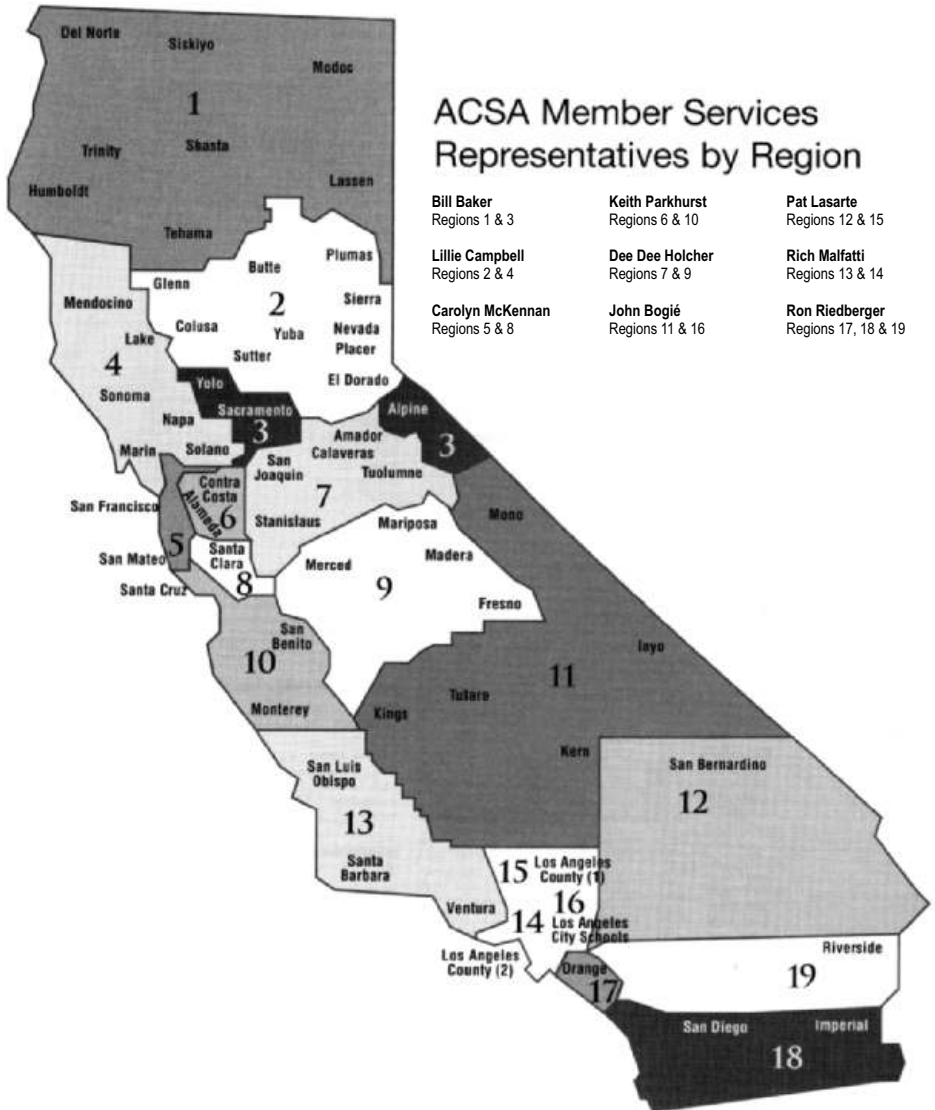 Del Norte
Siskiyo
Modoc
1
Trinity
Shasta
Humboldt
Lassen
Tehama
ACSA Member Services
Representatives by Region
Bill Baker
Regions 1 & 3
Keith Parkhurst
Regions 6 & 10
Pat Lasarte
Regions 12 & 15
Lillie Campbell
Regions 2 & 4
Dee Dee Holcher
Regions 7 & 9
Rich Malfatti
Regions 13 & 14
Carolyn McKennan
Regions 5 & 8
John Bogié
Regions 11 & 16
Ron Riedberger
Regions 17, 18 & 19
Butte
Plumas
Glenn
Sierra
2
Colusa
Yuba
Nevada
Placer
Sutter
El Dorado
Mendocino
Lake
4
Sonoma
Napa
Marin
Solano
Yolo
Sacramento
3
Alpine
3
Amador
Calaveras
San
Joaquin
Tuolumne
7
Stanislaus
Contra
Costa
Alameda
6
San Francisco
5
San Mateo
Santa
Clara
8
Santa Cruz
Mariposa
Merced
Madera
9
Fresno
Mono
Inyo
11
Tulare
Kings
Kern
San
Benito
10
Monterey
San Luis
Obispo
13
Santa
Barbara
Ventura
San Bernardino
12
15
Los Angeles
County (1)
16
14
Los Angeles
City Schools
Los Angeles
County (2)
Orange
17
Riverside
19
San Diego
Imperial
18